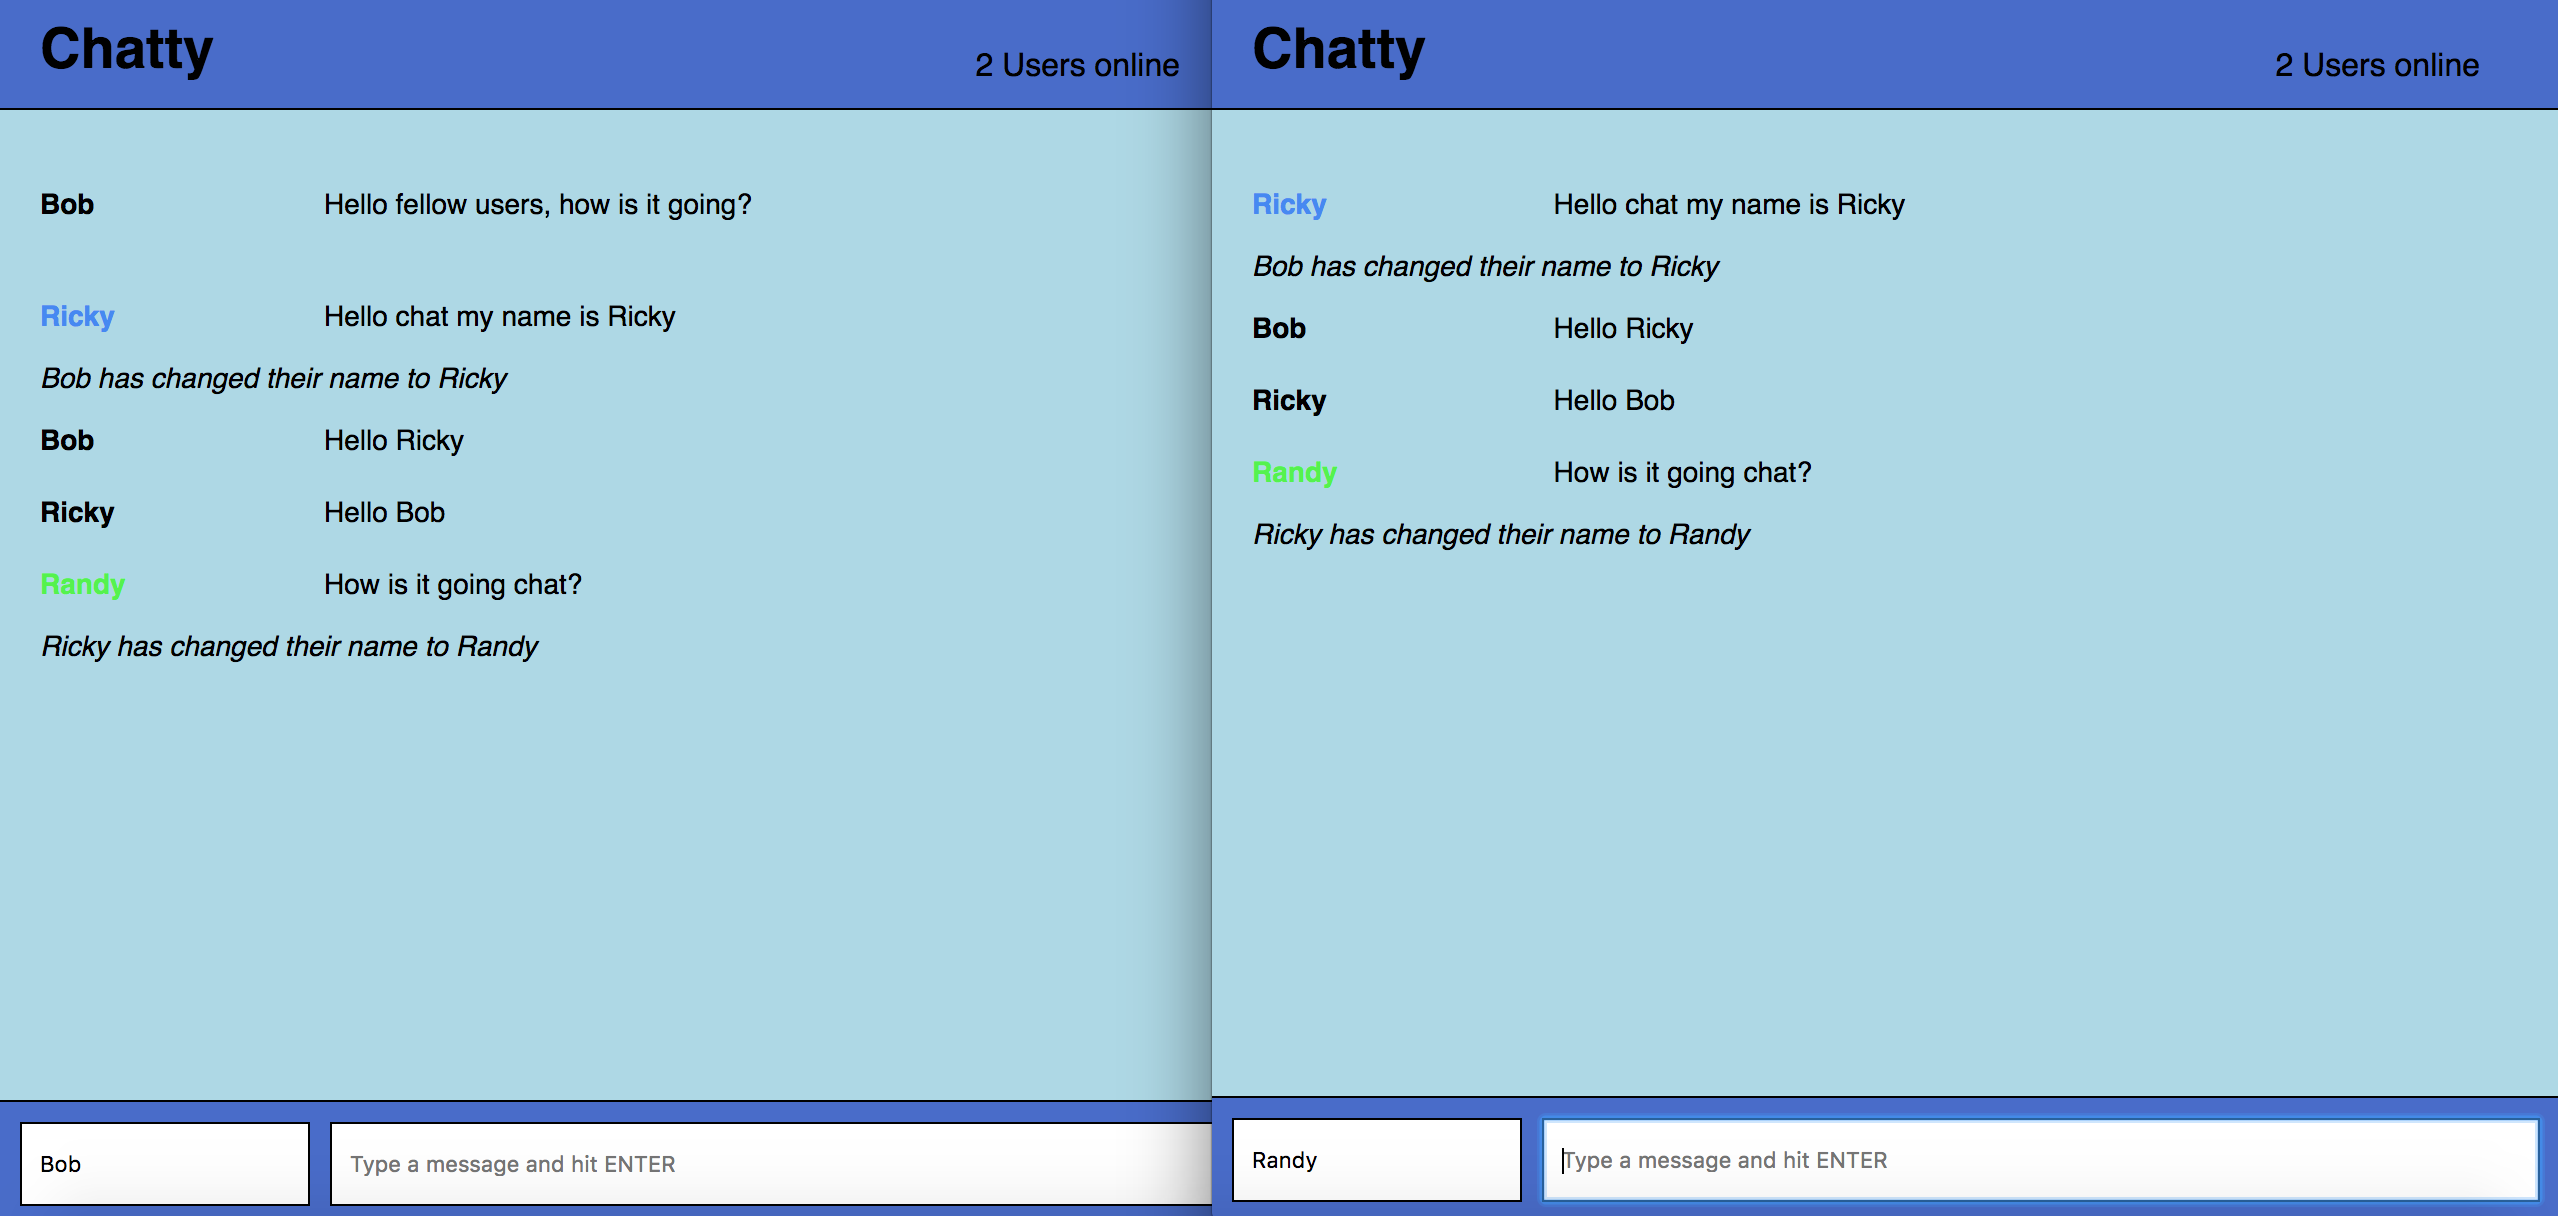 Chatty
2 Users online
Bob Hello fellow users, how is it going?
Ricky Hello chat my name is Ricky
Bob has changed their name to Ricky
Bob Hello Ricky
Ricky Hello Bob
Randy How is it going chat?
Ricky has changed their name to Randy
Bob Type a message and hit ENTER
Chatty
2 Users online
Ricky Hello chat my name is Ricky
Bob has changed their name to Ricky
Bob Hello Ricky
Ricky Hello Bob
Randy How is it going chat?
Ricky has changed their name to Randy
Randy Type a message and hit ENTER